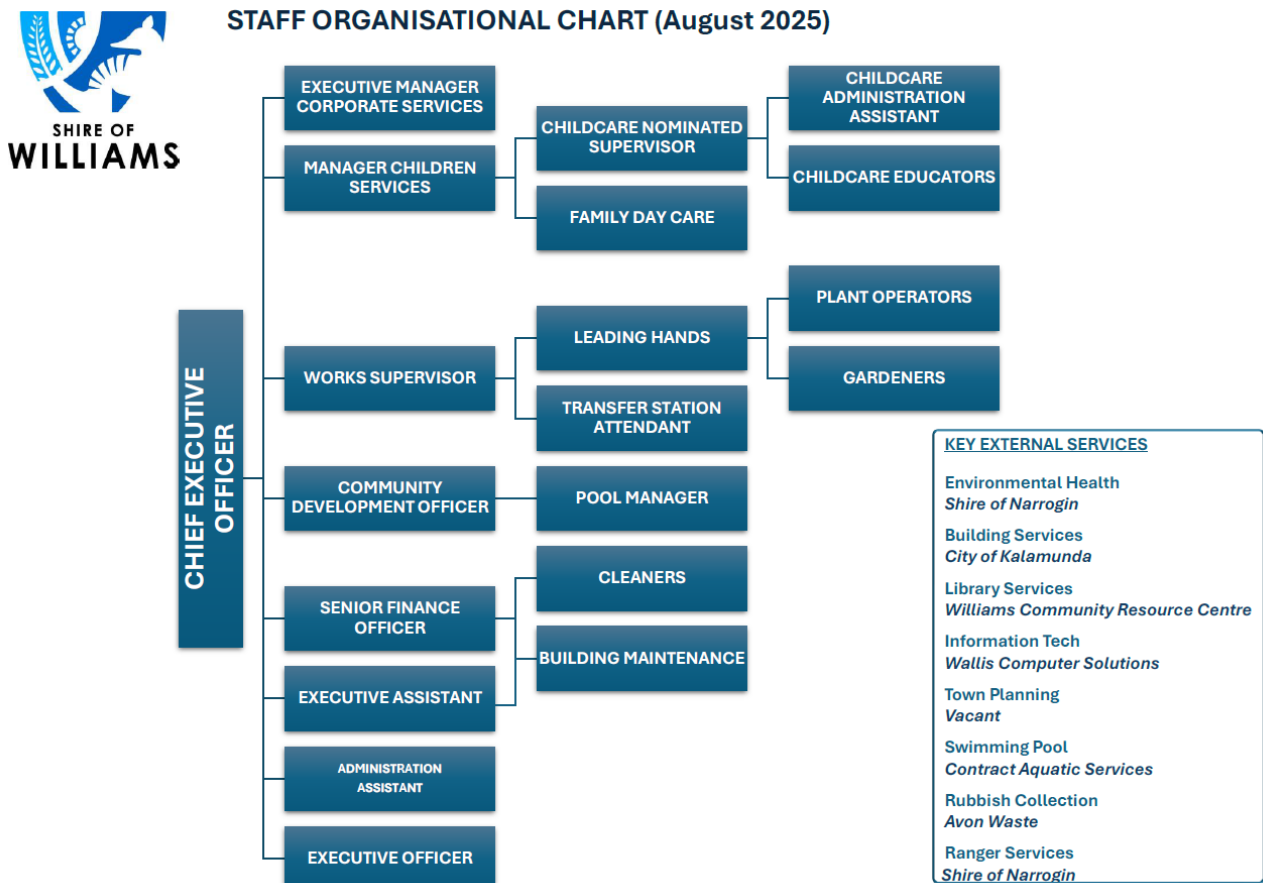 STAFF ORGANISATIONAL CHART (August 2025)
SHIRE OF
WILLIAMS
CHIEF EXECUTIVE
OFFICER
EXECUTIVE MANAGER
CORPORATE SERVICES
MANAGER CHILDREN
SERVICES
CHILDCARE NOMINATED
SUPERVISOR
CHILDCARE
ADMINISTRATION
ASSISTANT
CHILDCARE EDUCATORS
FAMILY DAY CARE
WORKS SUPERVISOR
LEADING HANDS
PLANT OPERATORS
GARDENERS
TRANSFER STATION
ATTENDANT
COMMUNITY
DEVELOPMENT OFFICER
POOL MANAGER
SENIOR FINANCE
OFFICER
EXECUTIVE ASSISTANT
CLEANERS
BUILDING MAINTENANCE
ADMINISTRATION
ASSISTANT
EXECUTIVE OFFICER
KEY EXTERNAL SERVICES
Environmental Health
Shire of Narrogin
Building Services
City of Kalamunda
Library Services
Williams Community Resource Centre
Information Tech
Wallis Computer Solutions
Town Planning
Vacant
Swimming Pool
Contract Aquatic Services
Rubbish Collection
Avon Waste
Ranger Services
Shire of Narrogin